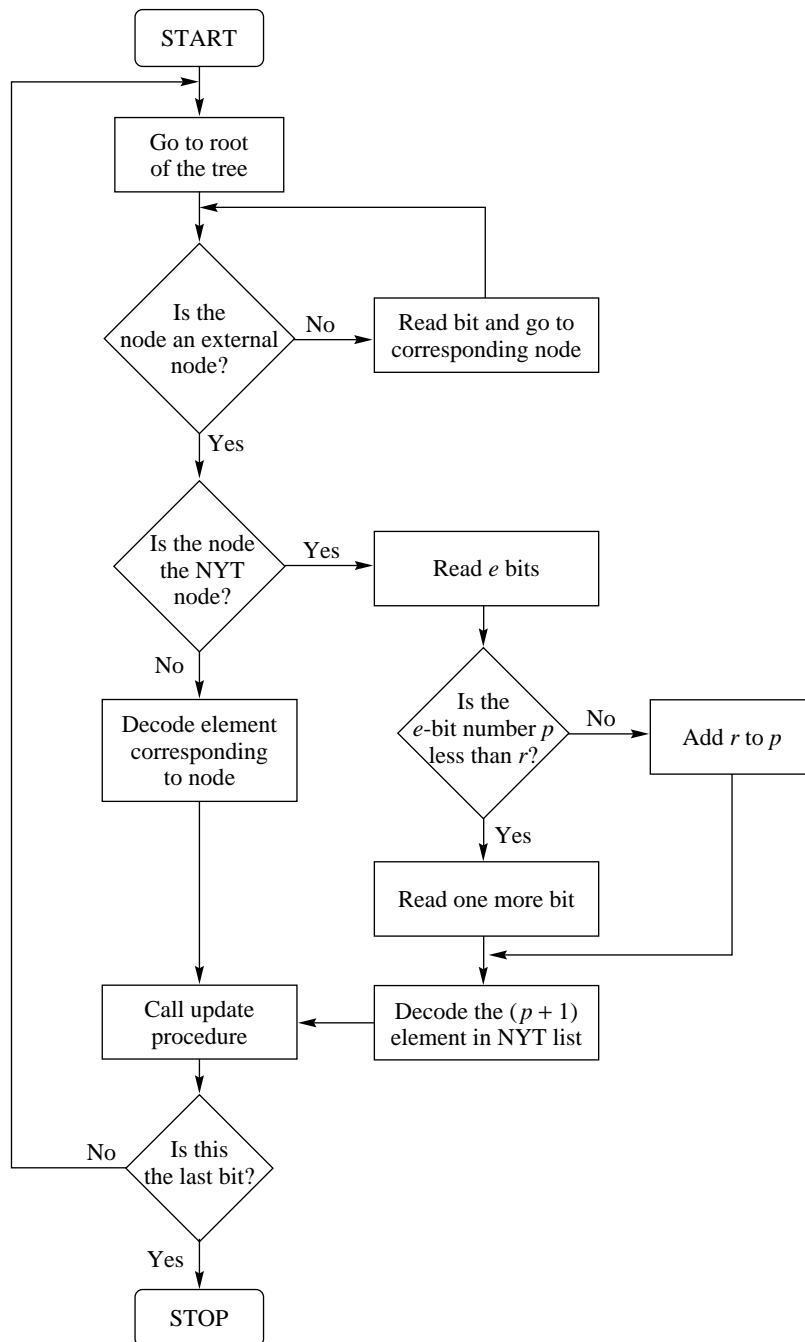 START
Go to root
of the tree
Is the
node an external
node?
No
Read bit and go to
corresponding node
Yes
Is the node
the NYT
node?
Yes
Read e bits
No
Is the
e-bit number p
less than r?
No
Add r to p
Decode element
corresponding
to node
Yes
Read one more bit
Call update
procedure
Decode the (p + 1)
element in NYT list
No
Is this
the last bit?
Yes
STOP